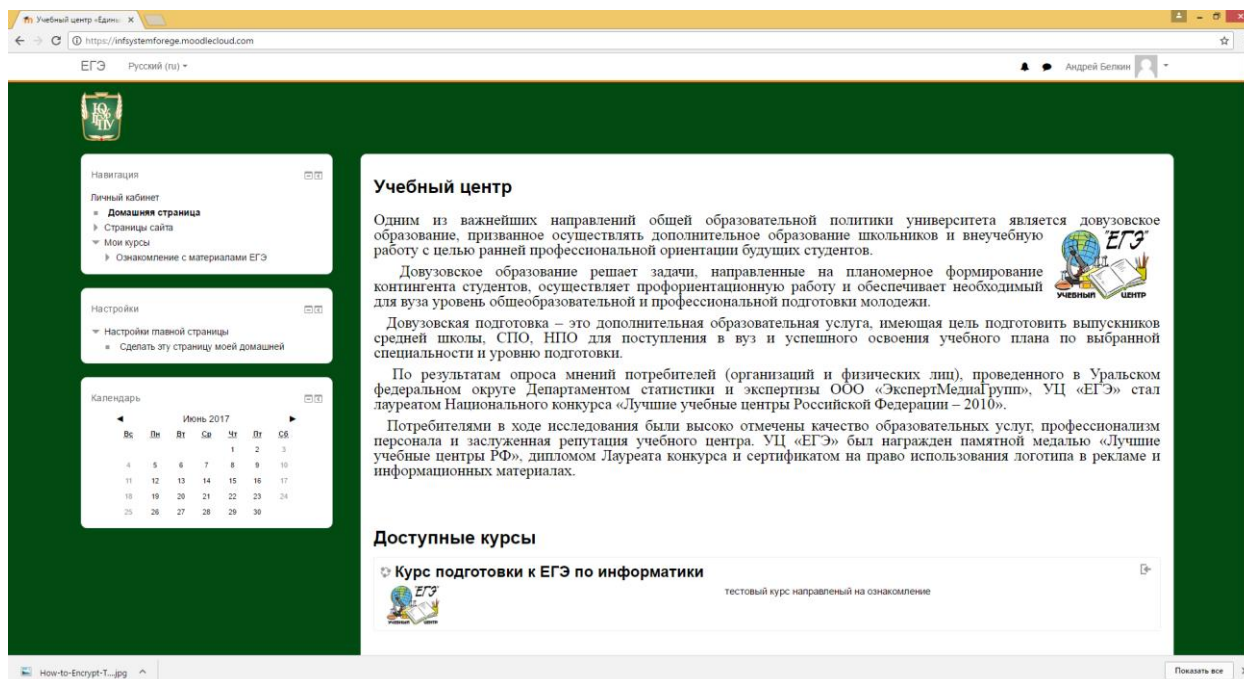 Учебный центр «Едины
https://infsystemforege.moodlecloud.com
ЕГЭ Русский (ru)
Андрей Белкин
Навигация
Личный кабинет
Домашняя страница
Страницы сайта
Мои курсы
Ознакомление с материалами ЕГЭ
Настройки
Настройки главной страницы
Сделать эту страницу моей домашней
Календарь
Июнь 2017
Вс Пн Вт Ср Чт Пт Сб
1 2 3
4 5 6 7 8 9 10
11 12 13 14 15 16 17
18 19 20 21 22 23 24
25 26 27 28 29 30
Учебный центр
Одним из важнейших направлений общей образовательной политики университета является довузовское
образование, призванное осуществлять дополнительное образование школьников и внеучебную
работу с целью ранней профессиональной ориентации будущих студентов.
Довузовское образование решает задачи, направленные на планомерное формирование
контингента студентов, осуществляет профориентационную работу и обеспечивает необходимый
для вуза уровень общеобразовательной и профессиональной подготовки молодежи.
"ЕГЭ"
УЧЕБНЫЙ ЦЕНТР
Довузовская подготовка – это дополнительная образовательная услуга, имеющая цель подготовить выпускников
средней школы, СПО, НПО для поступления в вуз и успешного освоения учебного плана по выбранной
специальности и уровню подготовки.
По результатам опроса мнений потребителей (организаций и физических лиц), проведенного в Уральском
федеральном округе Департаментом статистики и экспертизы ООО «ЭкспертМедиаГрупп», УЦ «ЕГЭ» стал
лауреатом Национального конкурса «Лучшие учебные центры Российской Федерации – 2010».
Потребителями в ходе исследования были высоко отмечены качество образовательных услуг, профессионализм
персонала и заслуженная репутация учебного центра. УЦ «ЕГЭ» был награжден памятной медалью «Лучшие
учебные центры РФ», дипломом Лауреата конкурса и сертификатом на право использования логотипа в рекламе и
информационных материалах.
Доступные курсы
Курс подготовки к ЕГЭ по информатики
"ЕГЭ"
УЧЕБНЫЙ ЦЕНТР
тестовый курс направленый на ознакомление
How-to-Encrypt-T....jpg
Показать все